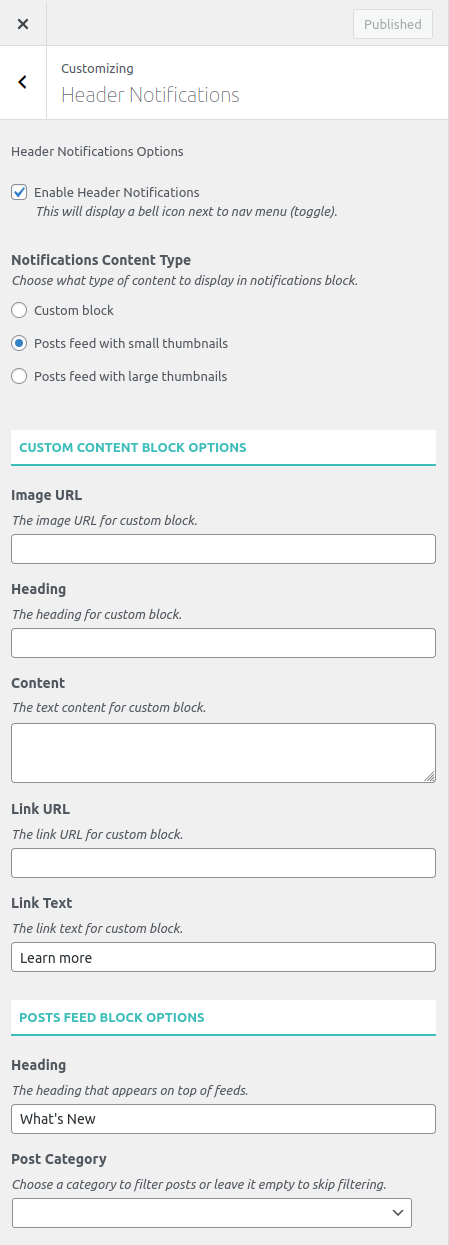 Published
Customizing
Header Notifications
Header Notifications Options
Enable Header Notifications
This will display a bell icon next to nav menu (toggle).
Notifications Content Type
Choose what type of content to display in notifications block.
Custom block
Posts feed with small thumbnails
Posts feed with large thumbnails
CUSTOM CONTENT BLOCK OPTIONS
Image URL
The image URL for custom block.
Heading
The heading for custom block.
Content
The text content for custom block.
Link URL
The link URL for custom block.
Link Text
The link text for custom block.
Learn more
POSTS FEED BLOCK OPTIONS
Heading
The heading that appears on top of feeds.
What's New
Post Category
Choose a category to filter posts or leave it empty to skip filtering.